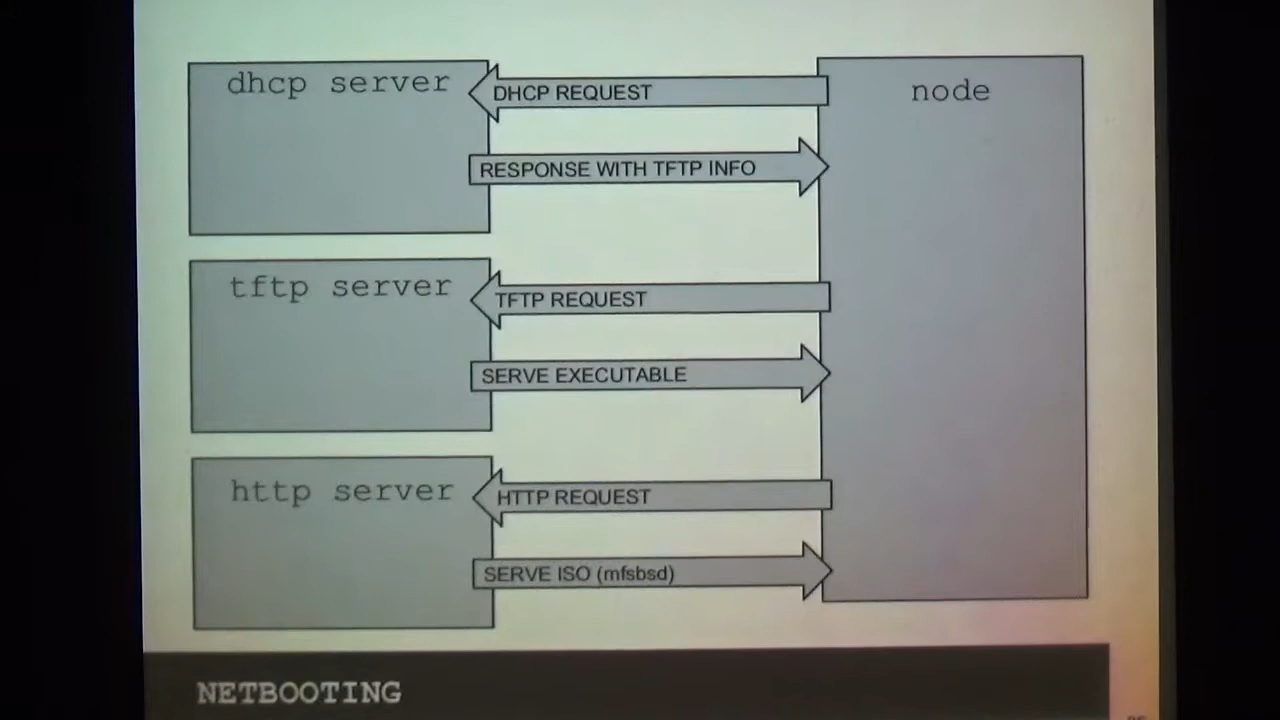 dhcp server
DHCP REQUEST
node
RESPONSE WITH TFTP INFO
tftp server
TFTP REQUEST
SERVE EXECUTABLE
http server
HTTP REQUEST
SERVE ISO (mfsbsd)
NETBOOTING